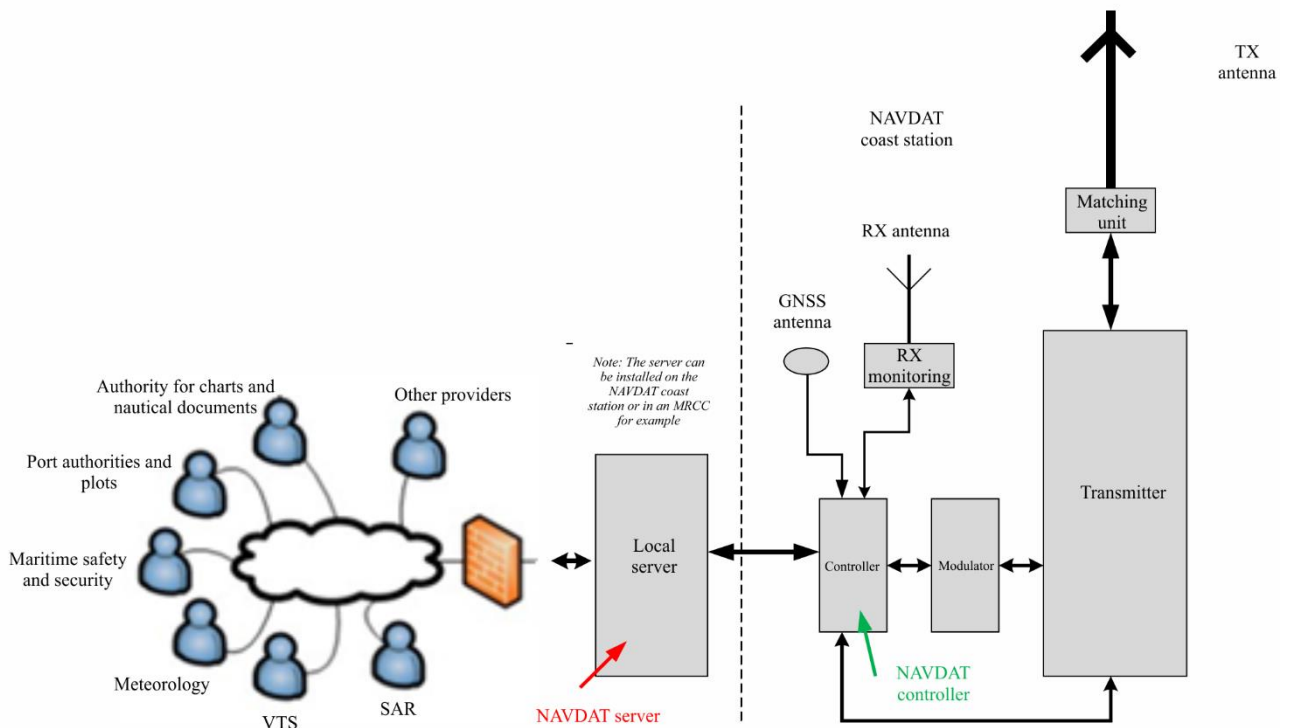 TX
antenna
NAVDAT
coast station
Matching
unit
RX antenna
GNSS
antenna
RX
monitoring
Note: The server can
be installed on the
NAVDAT coast
station or in an MRCC
for example
Authority for charts and
nautical documents
Other providers
Port authorities and
plots
Maritime safety
and security
Meteorology
VTS
SAR
Local
server
Controller
Modulator
Transmitter
NAVDAT server
NAVDAT
controller